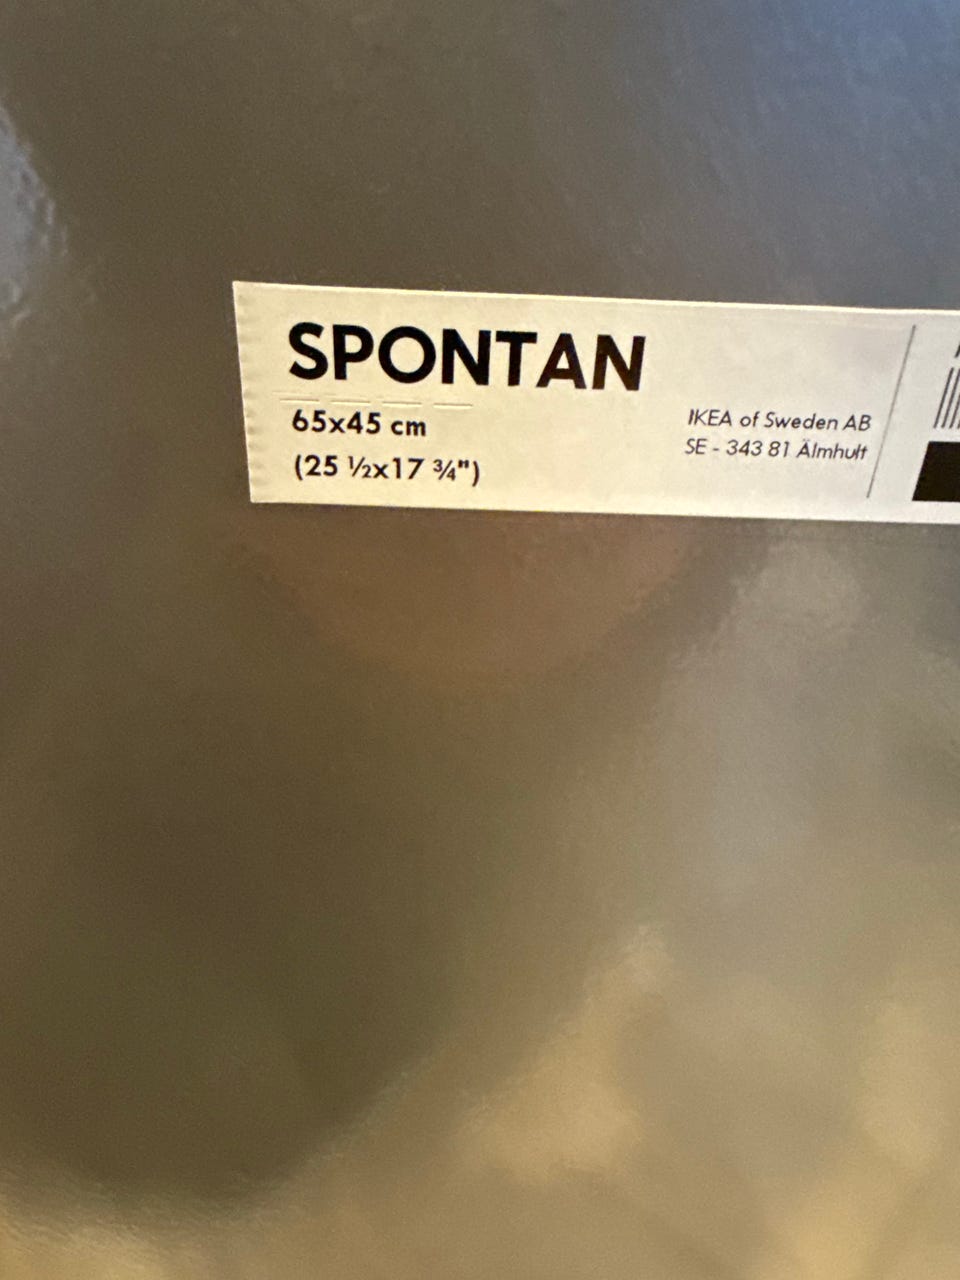 SPONTAN
65x45 cm
(25 ½x17 ¾")
IKEA of Sweden AB
SE - 343 81 Älmhult